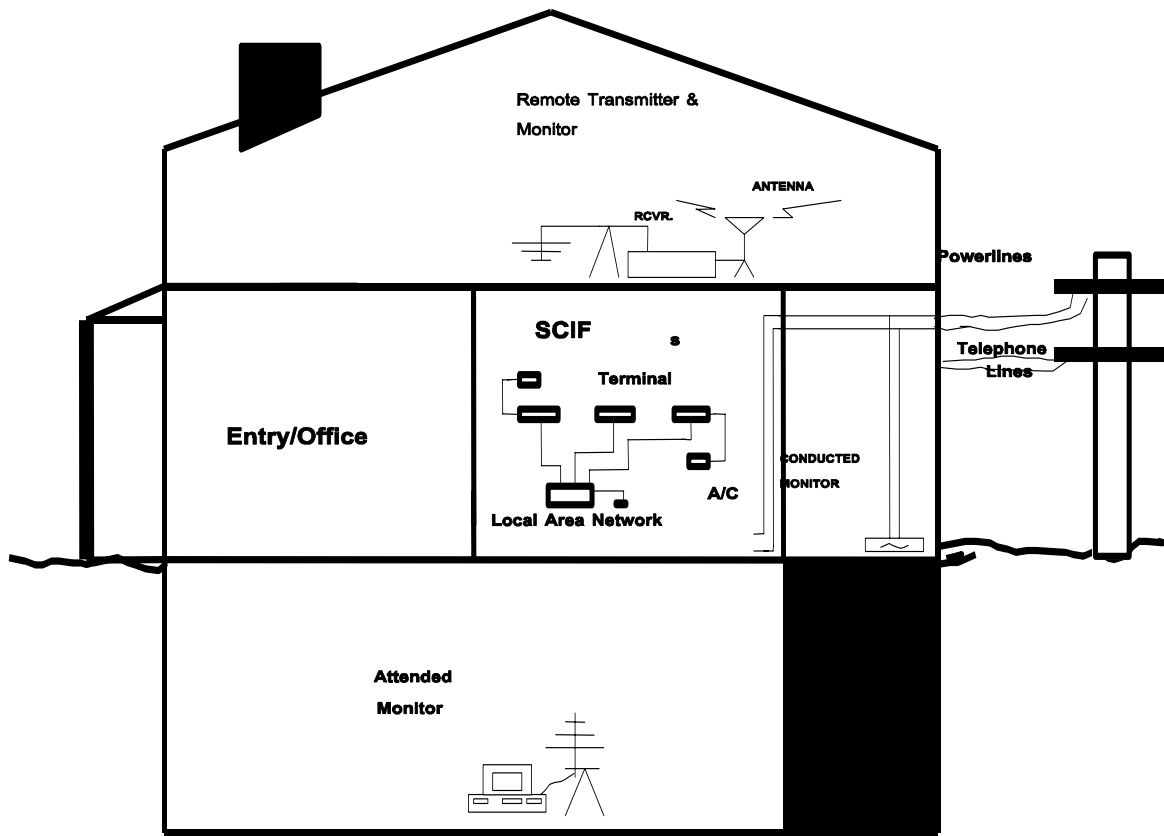 Remote Transmitter &
Monitor
ANTENNA
RCVR.
Powerlines
SCIF
s
Telephone
Lines
Terminal
Entry/Office
CONDUCTED
MONITOR
A/C
Local Area Network
Attended
Monitor